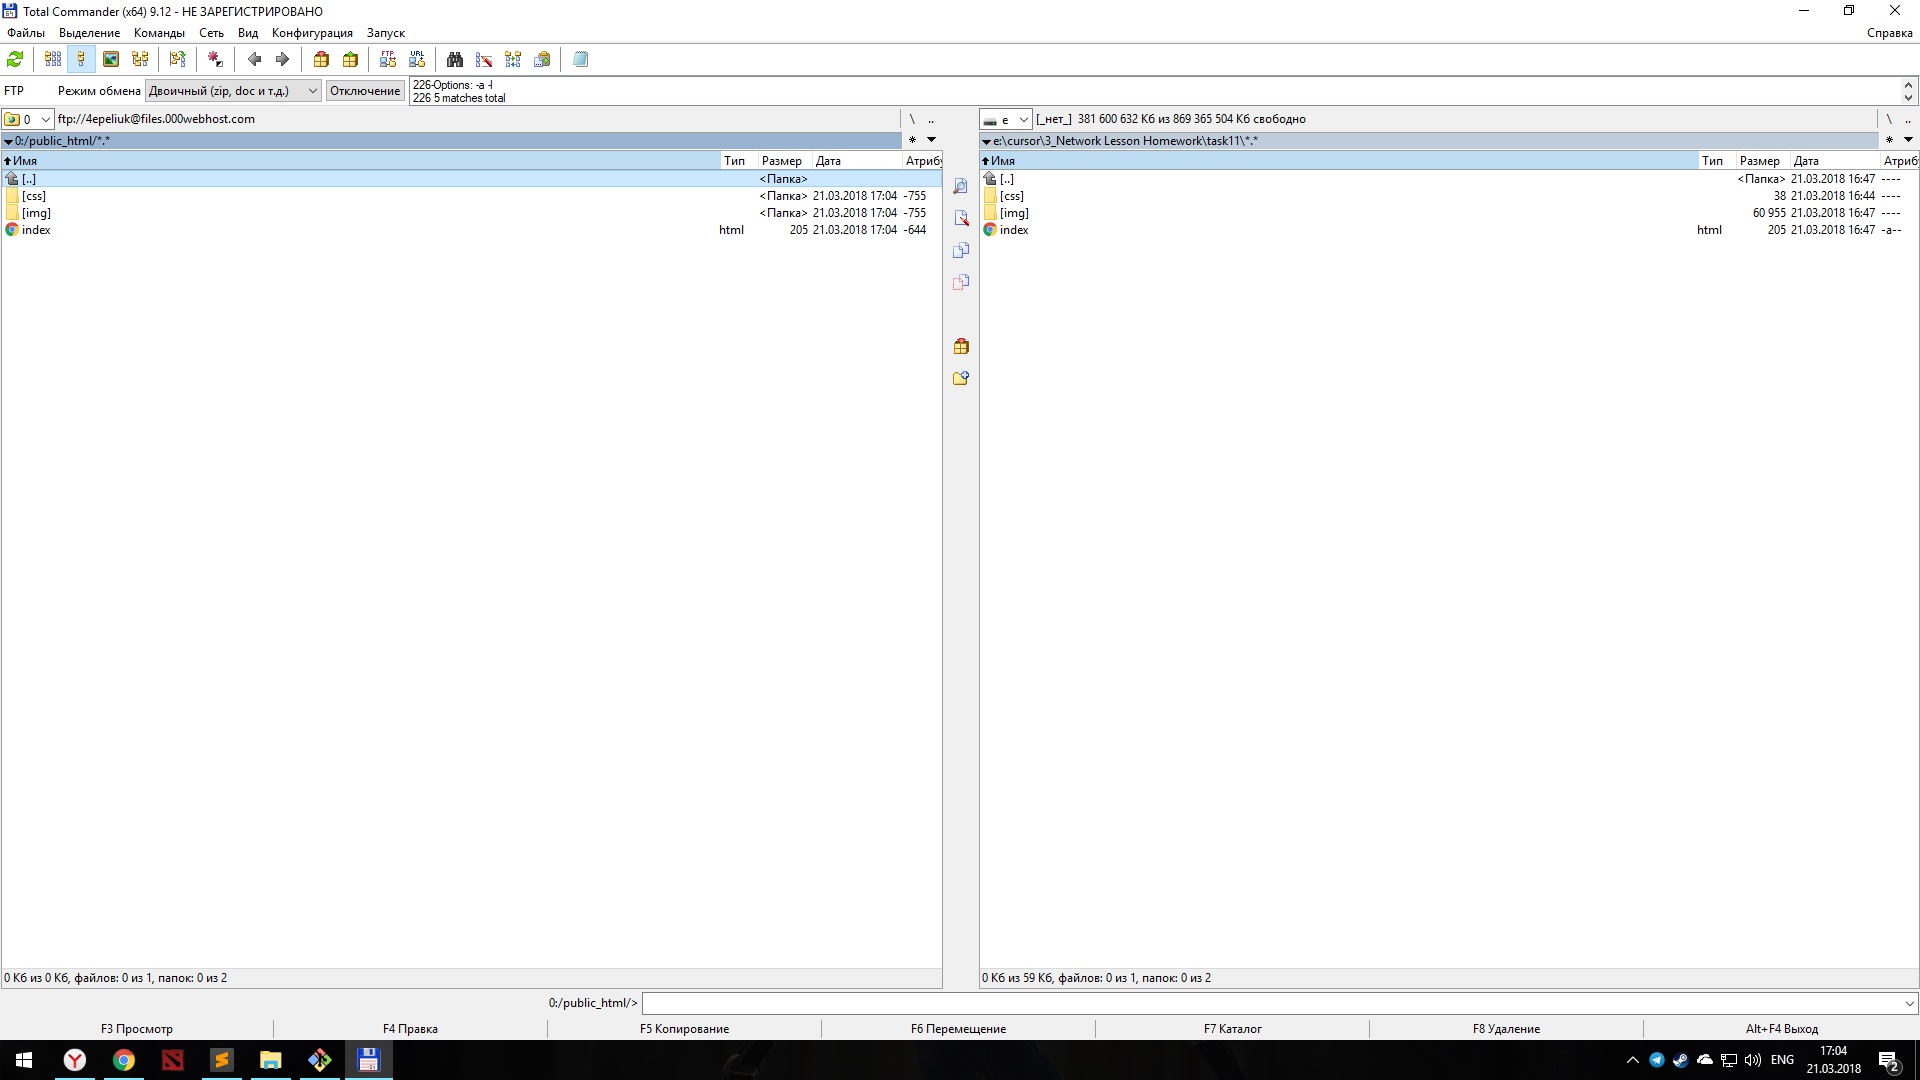 Total Commander (x64) 9.12 - НЕ ЗАРЕГИСТРИРОВАНО
Файлы Выделение Команды Сеть Вид Конфигурация Запуск Справка
FTP URL
FTP Режим обмена Двоичный (zip, doc и т.д.) Отключение
226-Options: -a -l
226 5 matches total
0 ftp://4epeliuk@files.000webhost.com \ ..
0:/public_html/*.* * 
Имя Тип Размер Дата Атрибу
[..] <Папка>
[css] <Папка> 21.03.2018 17:04 -755
[img] <Папка> 21.03.2018 17:04 -755
index html 205 21.03.2018 17:04 -644
0 Кб из 0 Кб, файлов: 0 из 1, папок: 0 из 2
e [_нет_] 381 600 632 Кб из 869 365 504 Кб свободно \ ..
e:\cursor\3_Network Lesson Homework\task11\*.* *
Имя Тип Размер Дата Атриб
[..] <Папка> 21.03.2018 16:47 ----
[css] 38 21.03.2018 16:44 ----
[img] 60 955 21.03.2018 16:47 ----
index html 205 21.03.2018 16:47 -a--
0 Кб из 59 Кб, файлов: 0 из 1, папок: 0 из 2
0:/public_html/>
F3 Просмотр F4 Правка F5 Копирование F6 Перемещение F7 Каталог F8 Удаление Alt+F4 Выход
ENG 17:04
21.03.2018
2